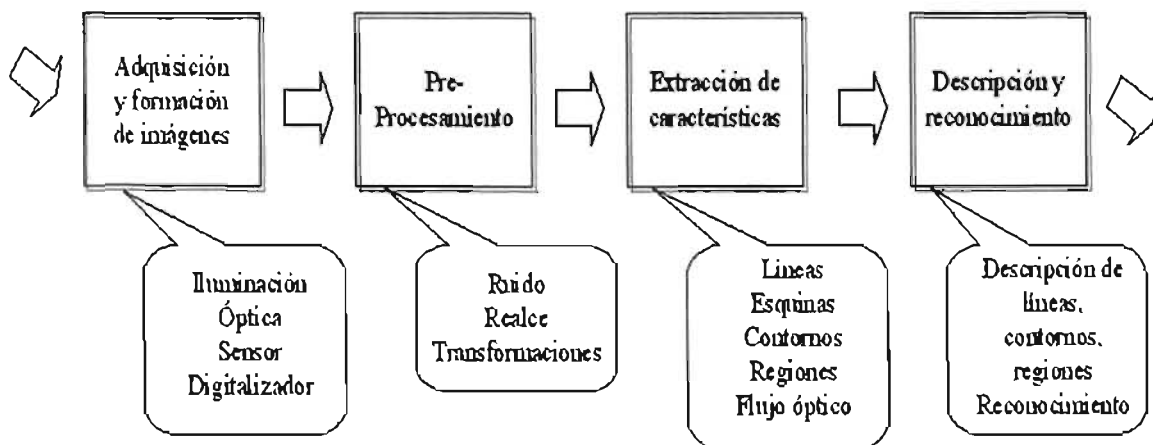 Adquisición
y formación
de imágenes
Pre-
Procesamiento
Extracción de
características
Descripción y
reconocimiento
Iluminación
Óptica
Sensor
Digitalizador
Ruido
Realce
Transformaciones
Lineas
Esquinas
Contornos
Regiones
Flujo óptico
Descripción de
líneas,
contornos,
regiones
Reconocimiento